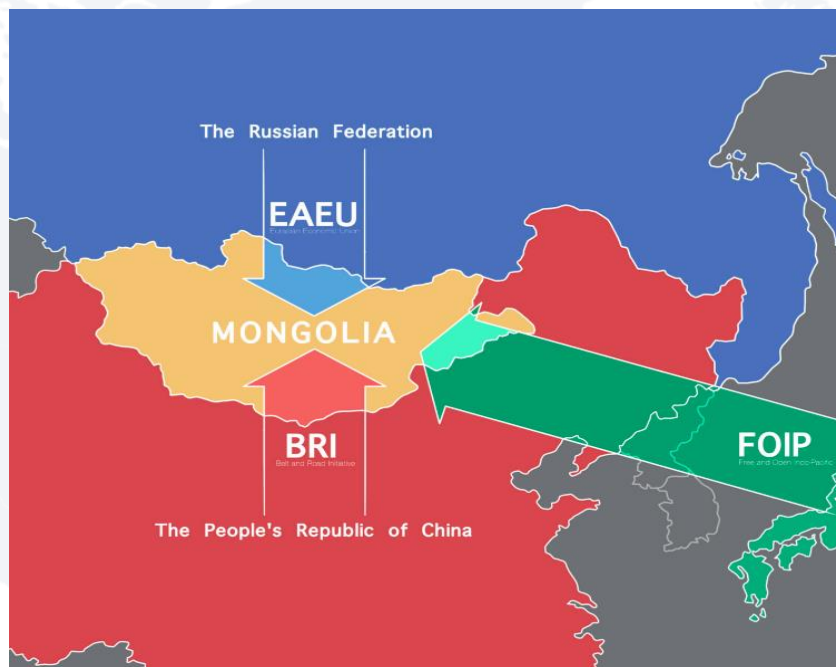 The Russian Federation
EAEU
Eurasian Economic Union
MONGOLIA
BRI
Belt and Road Initiative
FOIP
Free and Open Indo-Pacific
The People's Republic of China